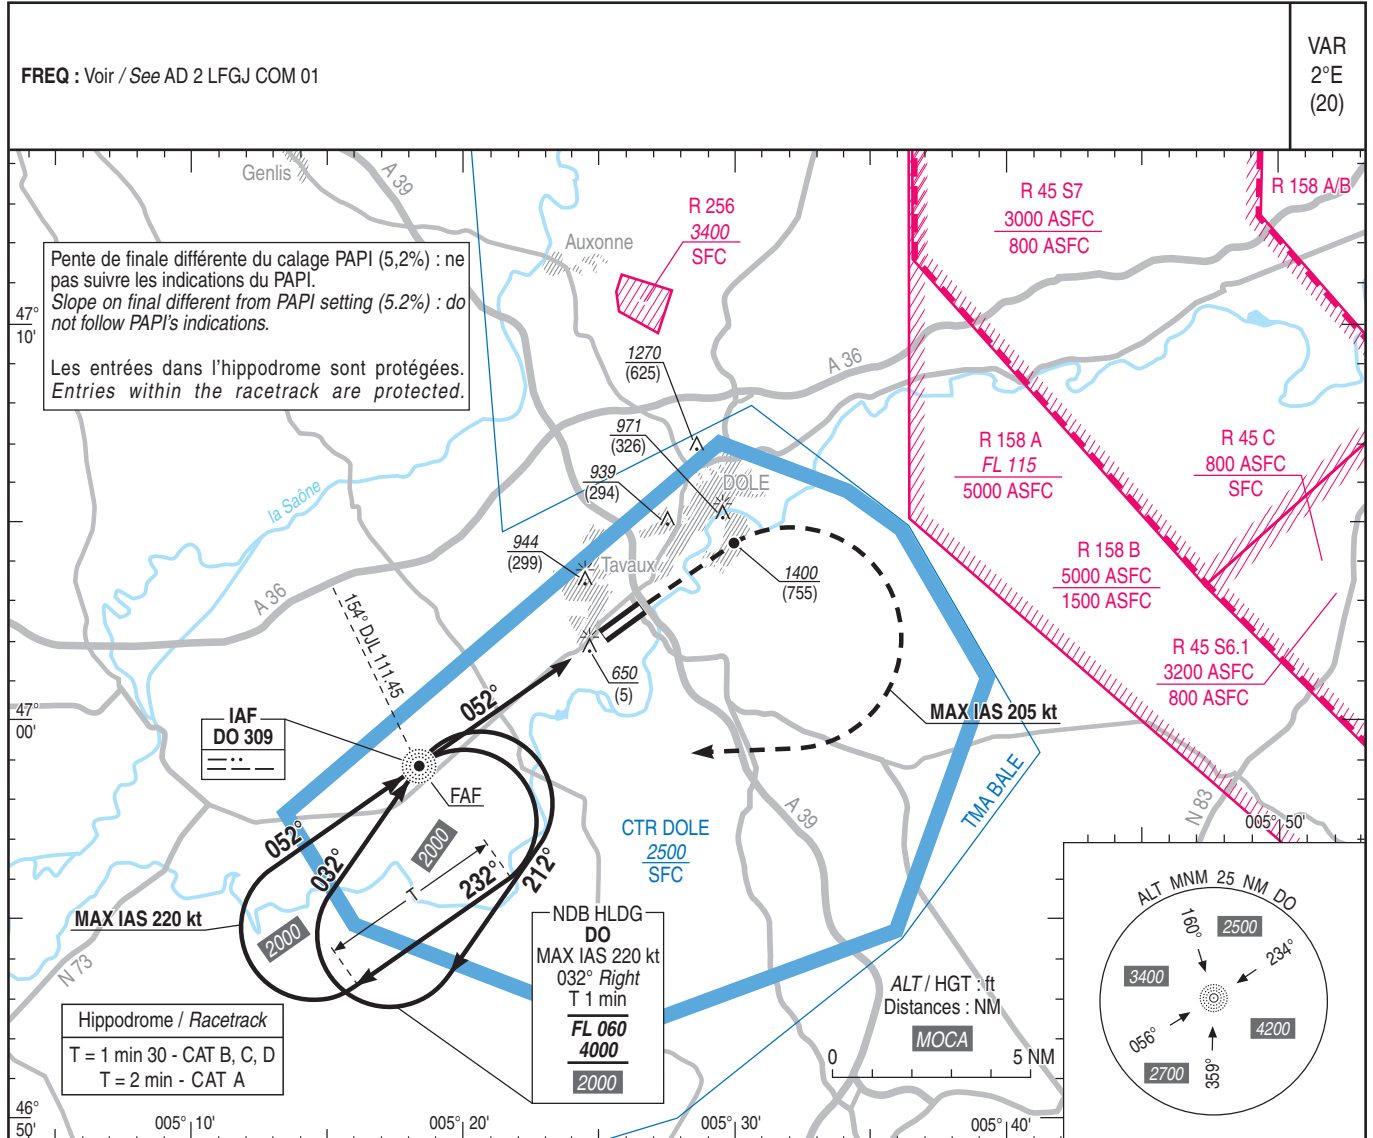 FREQ : Voir / See AD 2 LFGJ COM 01
VAR
2°E
(20)
Genlis
A 39
Auxonne
R 256
3400
SFC
R 45 S7
3000 ASFC
800 ASFC
R 158 A/B
Pente de finale différente du calage PAPI (5,2%) : ne
pas suivre les indications du PAPI.
Slope on final different from PAPI setting (5.2%) : do
not follow PAPI's indications.
Les entrées dans l'hippodrome sont protégées.
Entries within the racetrack are protected.
47°
10'
1270
(625)
A 36
971
(326)
939
(294)
DOLE
944
(299)
Tavaux
la Saône
A 36
1400
(755)
650
(5)
R 158 A
FL 115
5000 ASFC
R 45 C
800 ASFC
SFC
R 158 B
5000 ASFC
1500 ASFC
R 45 S6.1
3200 ASFC
800 ASFC
154° DJL 111.45
052°
MAX IAS 205 kt
47°
00'
IAF
DO 309
FAF
052°
032°
2000
T
232°
212°
2000
MAX IAS 220 kt
CTR DOLE
2500
SFC
TMA BALE
A 39
N 83
005° 50'
N 73
NDB HLDG
DO
MAX IAS 220 kt
032° Right
T 1 min
FL 060
4000
2000
ALT / HGT : ft
Distances : NM
MOCA
0
5 NM
Hippodrome / Racetrack
T = 1 min 30 - CAT B, C, D
T = 2 min - CAT A
ALT MNM 25 NM DO
160°
2500
234°
3400
056°
4200
2700
359°
46°
50'
005° 10'
005° 20'
005° 30'
005° 40'